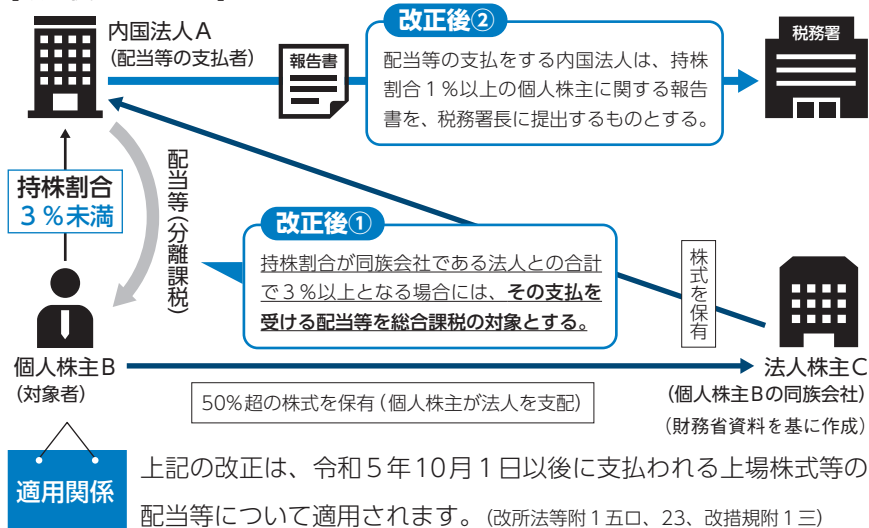 内国法人A
(配当等の支払者)
報告書
改正後②
配当等の支払をする内国法人は、持株
割合1%以上の個人株主に関する報告
書を、税務署長に提出するものとする。
税務署
持株割合
3%未満
配当等(分離課税)
改正後①
持株割合が同族会社である法人との合計
で3%以上となる場合には、その支払を
受ける配当等を総合課税の対象とする。
株式を保有
個人株主B
(対象者)
50%超の株式を保有(個人株主が法人を支配)
法人株主C
(個人株主Bの同族会社)
(財務省資料を基に作成)
適用関係
上記の改正は、令和5年10月1日以後に支払われる上場株式等の
配当等について適用されます。(改所法等附1五ロ、23、改措規附1三)